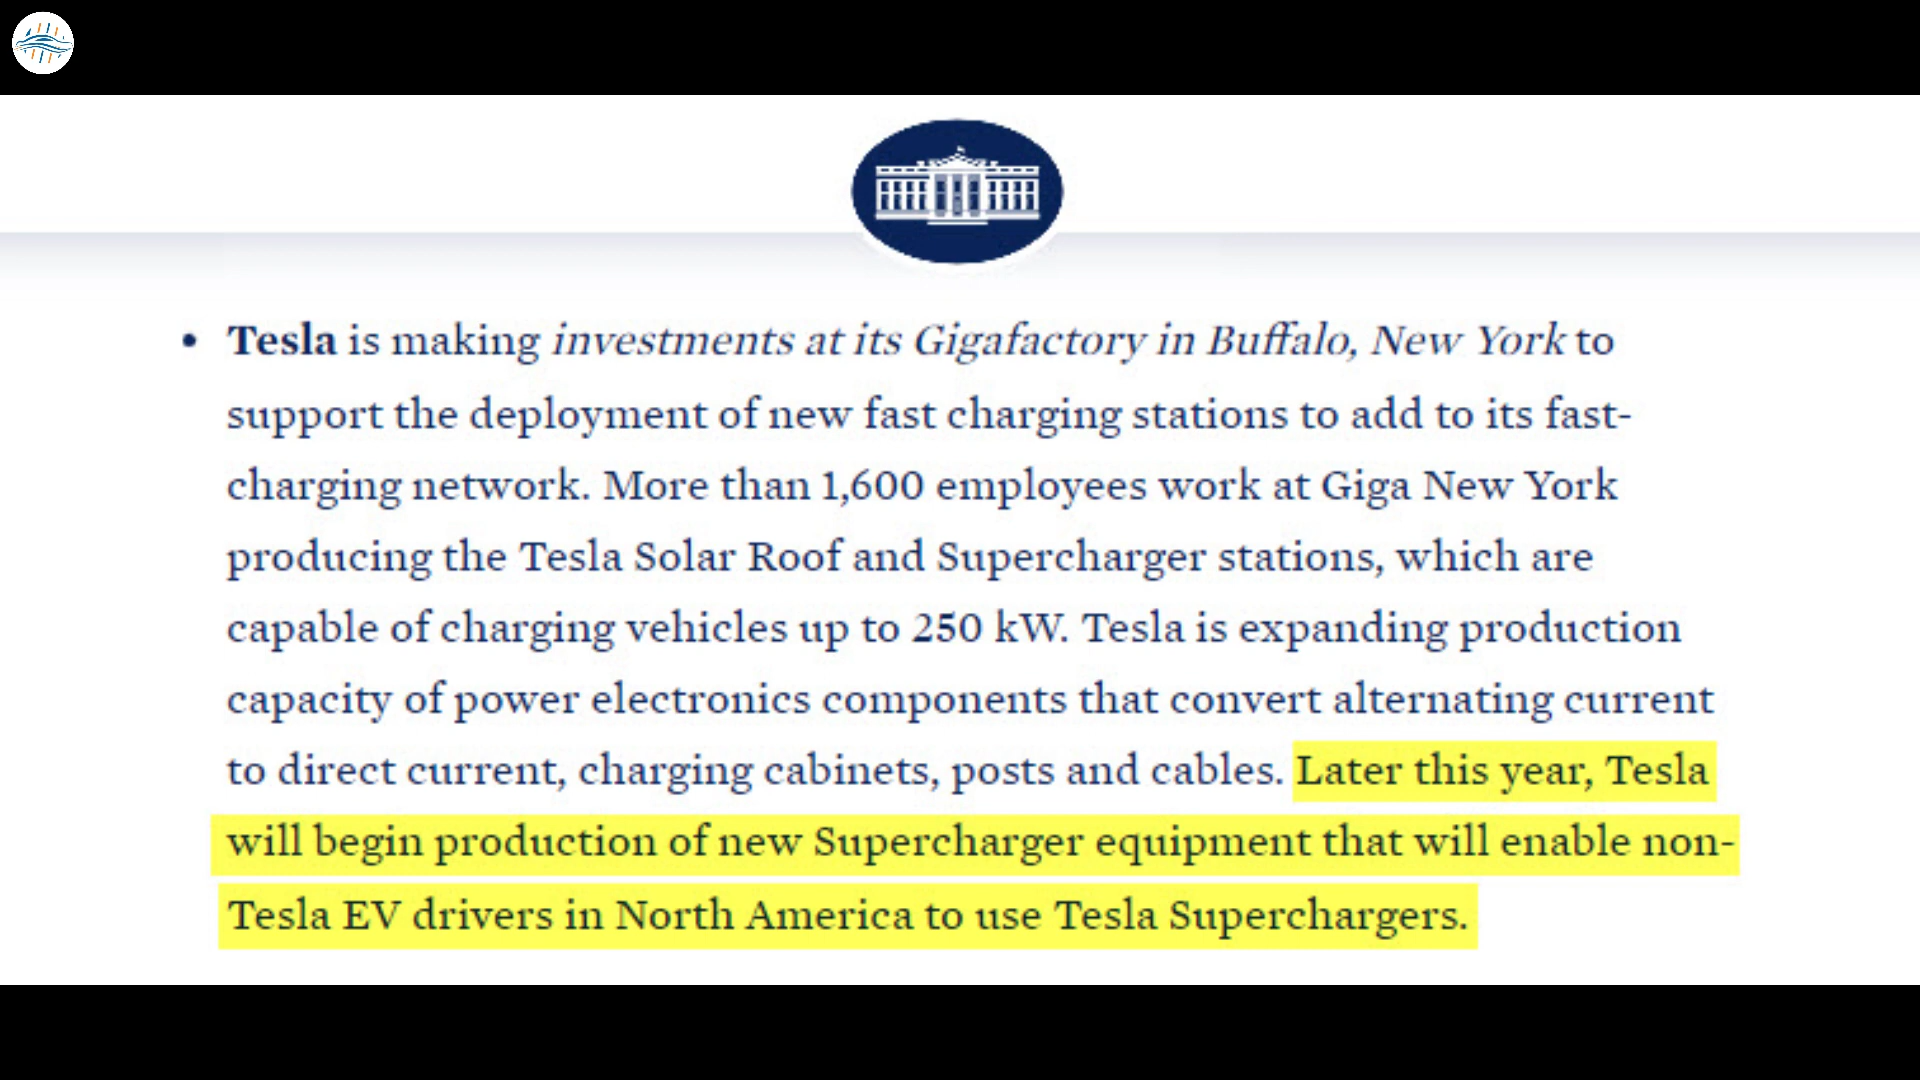 • Tesla is making investments at its Gigafactory in Buffalo, New York to
support the deployment of new fast charging stations to add to its fast-
charging network. More than 1,600 employees work at Giga New York
producing the Tesla Solar Roof and Supercharger stations, which are
capable of charging vehicles up to 250 kW. Tesla is expanding production
capacity of power electronics components that convert alternating current
to direct current, charging cabinets, posts and cables. Later this year, Tesla
will begin production of new Supercharger equipment that will enable non-
Tesla EV drivers in North America to use Tesla Superchargers.